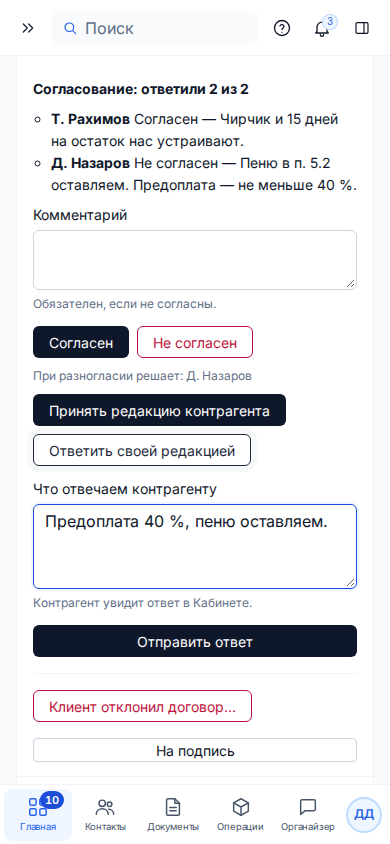 Поиск
3
Согласование: ответили 2 из 2
Т. Рахимов Согласен — Чирчик и 15 дней
на остаток нас устраивают.
Д. Назаров Не согласен — Пеню в п. 5.2
оставляем. Предоплата — не меньше 40 %.
Комментарий
Обязателен, если не согласны.
Согласен Не согласен
При разногласии решает: Д. Назаров
Принять редакцию контрагента
Ответить своей редакцией
Что отвечаем контрагенту
Предоплата 40 %, пеню оставляем.
Контрагент увидит ответ в Кабинете.
Отправить ответ
Клиент отклонил договор...
На подпись
10
Главная Контакты Документы Операции Органайзер ДД